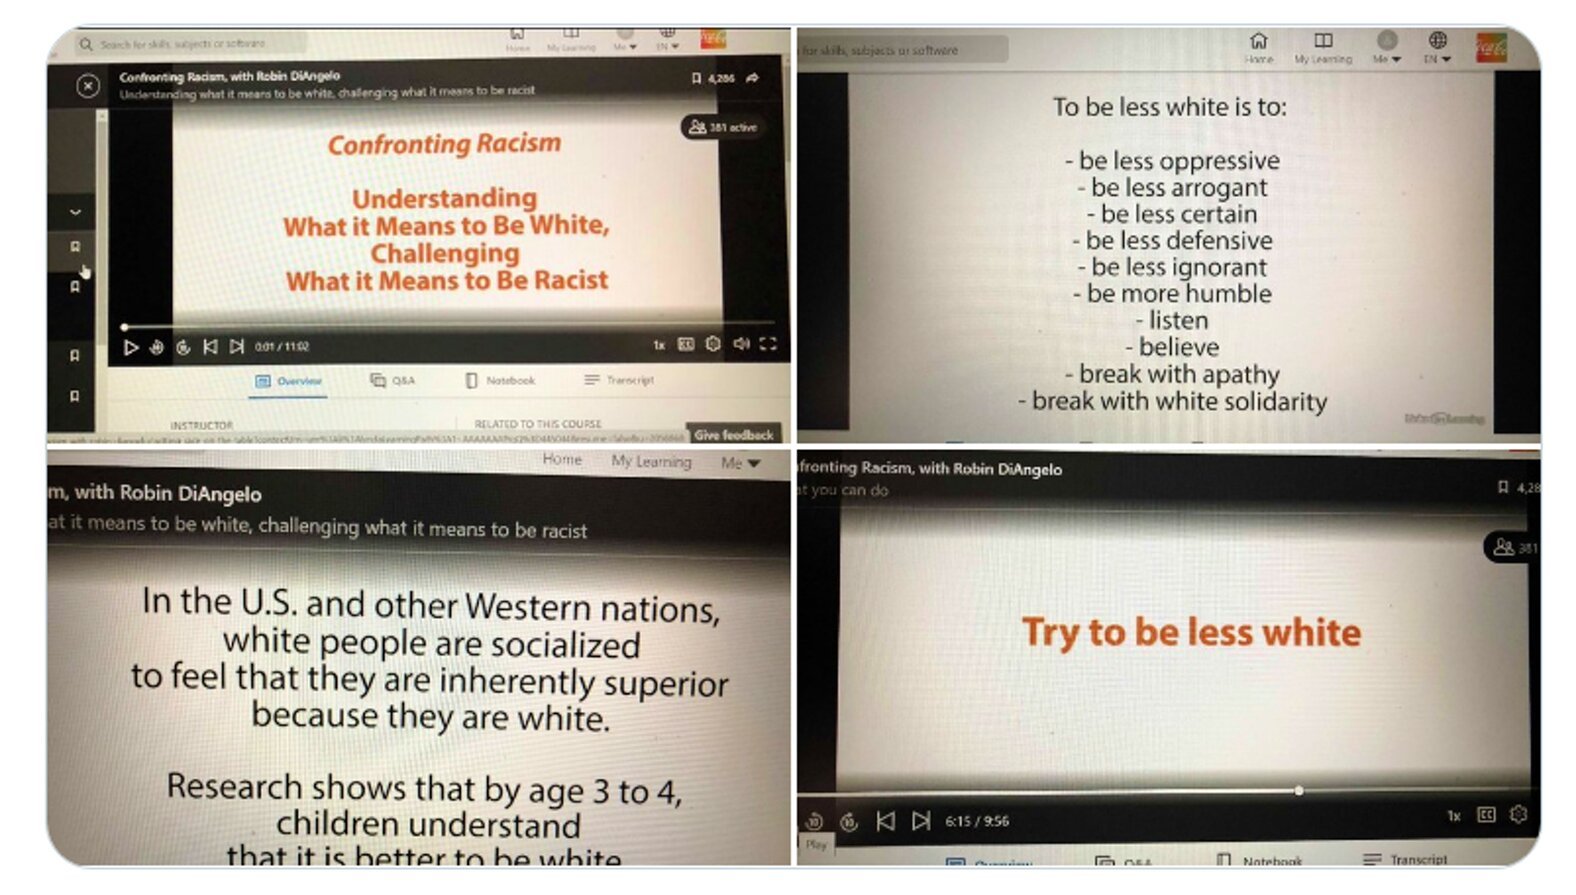 Search for skills, subjects or software
Home
My Learning
Me
EN
Confronting Racism, with Robin DiAngelo
Understanding what it means to be white, challenging what it means to be racist
4,286
381 active
Confronting Racism
Understanding
What it Means to Be White,
Challenging
What it Means to Be Racist
0:01 / 11:02
1x
CC
Overview
Q&A
Notebook
Transcript
INSTRUCTOR
RELATED TO THIS COURSE
Give feedback
for skills, subjects or software
Home
My Learning
Me
EN
To be less white is to:
- be less oppressive
- be less arrogant
- be less certain
- be less defensive
- be less ignorant
- be more humble
- listen
- believe
- break with apathy
- break with white solidarity
Home
My Learning
Me
m, with Robin DiAngelo
at it means to be white, challenging what it means to be racist
In the U.S. and other Western nations,
white people are socialized
to feel that they are inherently superior
because they are white.
Research shows that by age 3 to 4,
children understand
that it is better to be white
fronting Racism, with Robin DiAngelo
at you can do
4,28
381
Try to be less white
10
10
6:15 / 9:56
1x
CC
Play
Overview
Q&A
Notebook
Transcript